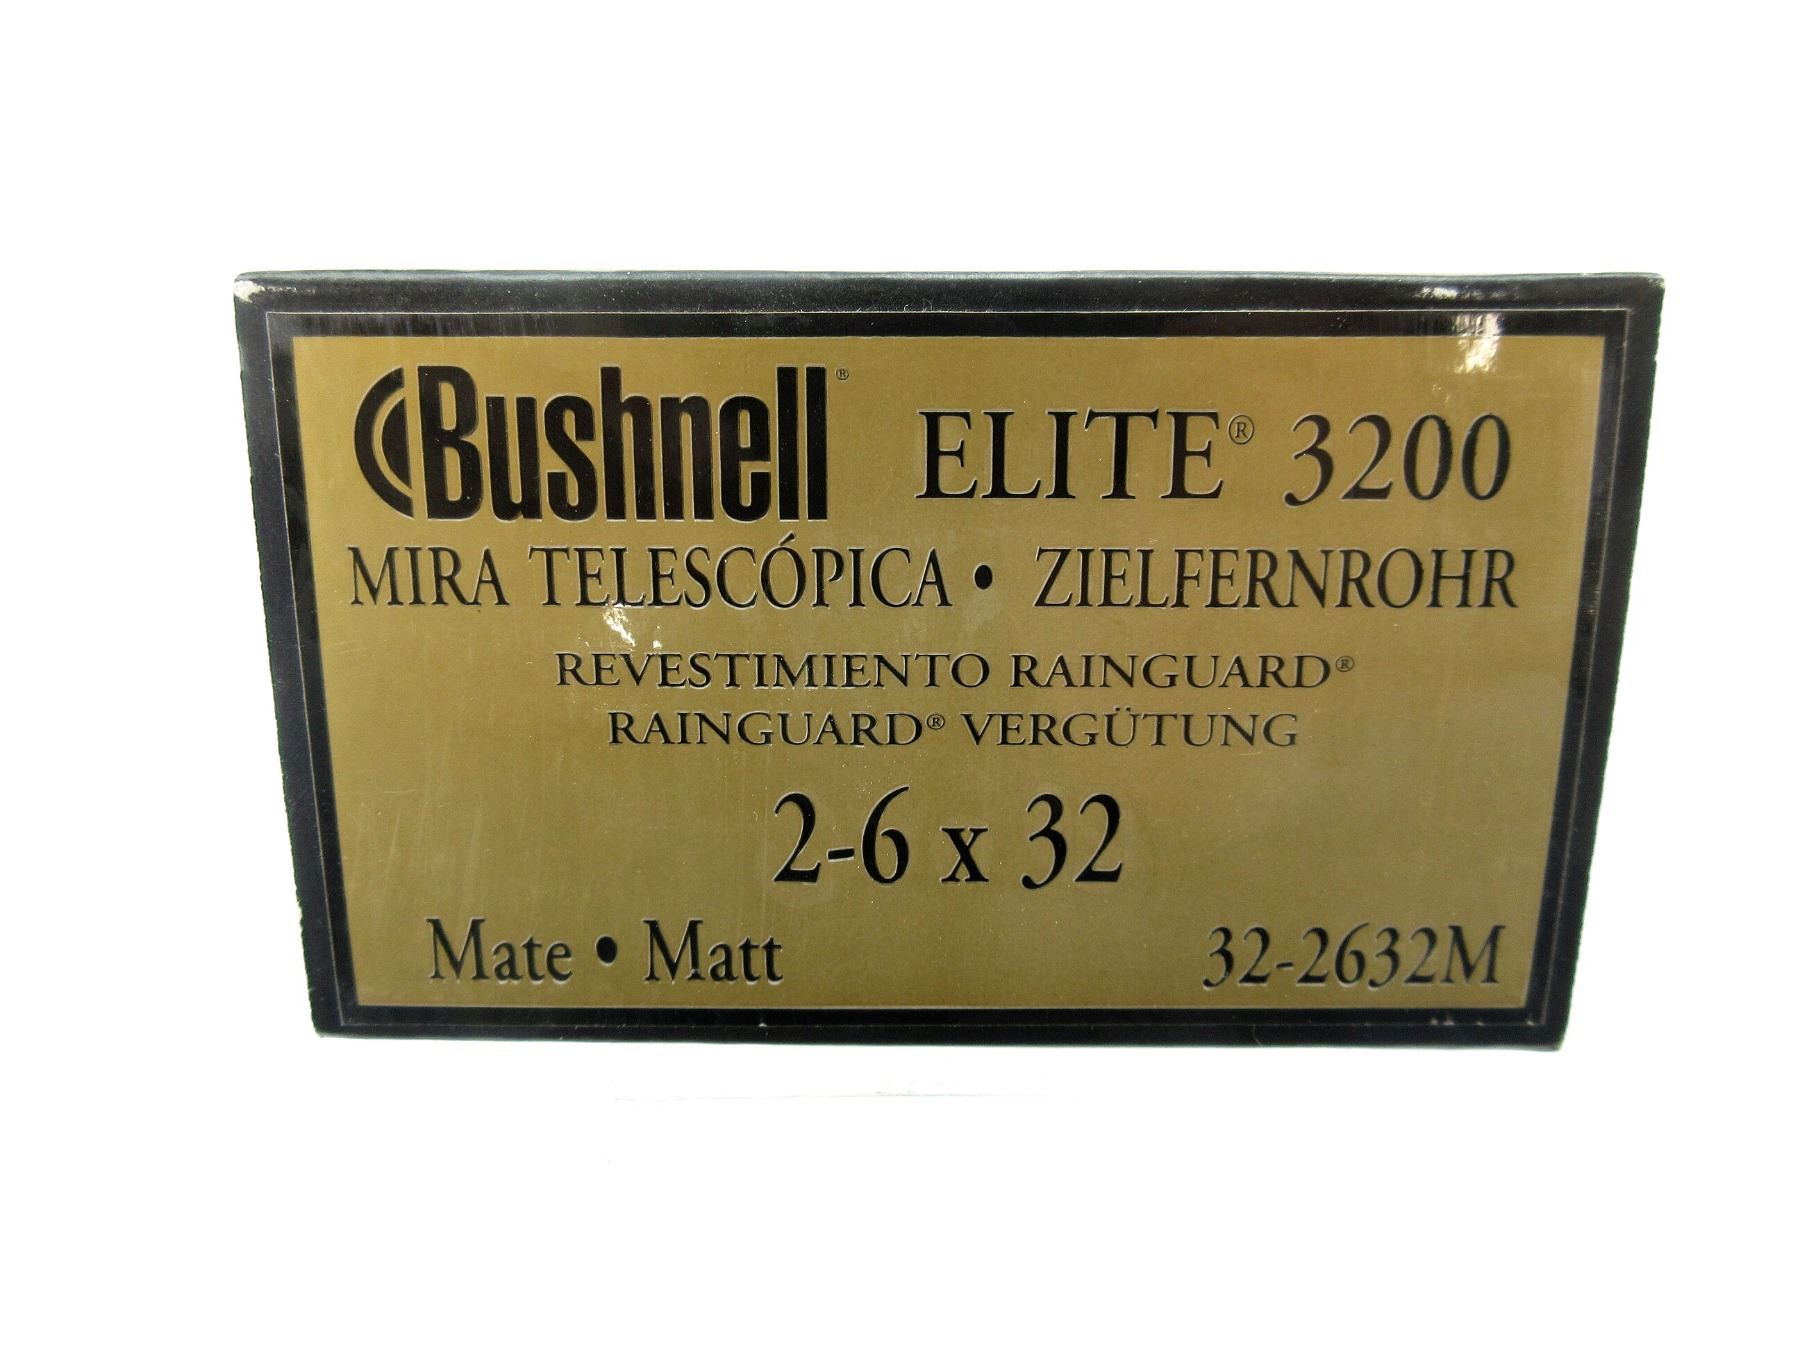 Bushnell® ELITE® 3200
MIRA TELESCÓPICA • ZIELFERNROHR
REVESTIMIENTO RAINGUARD®
RAINGUARD® VERGÜTUNG
2-6 x 32
Mate • Matt 32-2632M